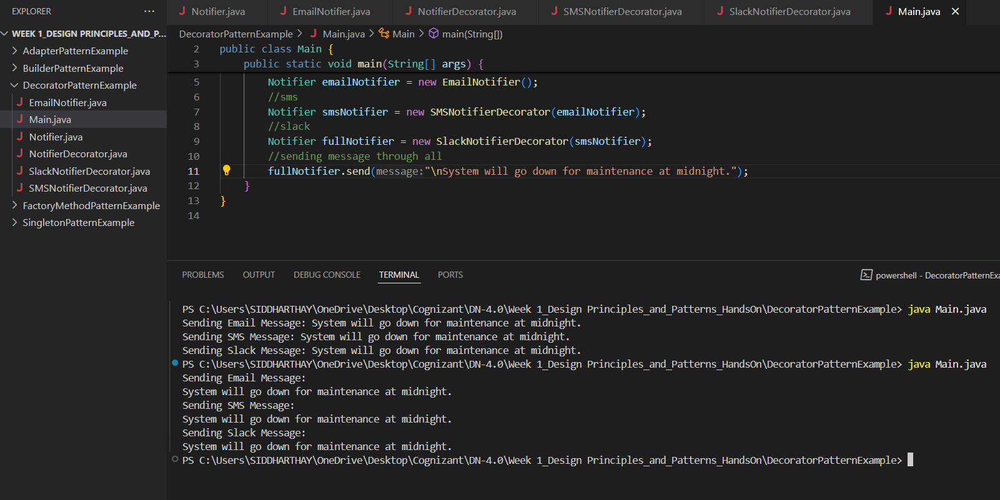 EXPLORER ···
WEEK 1_DESIGN PRINCIPLES_AND_P...
AdapterPatternExample
BuilderPatternExample
DecoratorPatternExample
J EmailNotifier.java
J Main.java
J Notifier.java
J NotifierDecorator.java
J SlackNotifierDecorator.java
J SMSNotifierDecorator.java
FactoryMethodPatternExample
SingletonPatternExample
J Notifier.java J EmailNotifier.java J NotifierDecorator.java J SMSNotifierDecorator.java J SlackNotifierDecorator.java J Main.java
DecoratorPatternExample > J Main.java > Main > main(String[])
2 public class Main {
3 public static void main(String[] args) {
5 Notifier emailNotifier = new EmailNotifier();
6 //sms
7 Notifier smsNotifier = new SMSNotifierDecorator(emailNotifier);
8 //slack
9 Notifier fullNotifier = new SlackNotifierDecorator(smsNotifier);
10 //sending message through all
11 fullNotifier.send(message:"\nSystem will go down for maintenance at midnight.");
12 }
13 }
14
PROBLEMS OUTPUT DEBUG CONSOLE TERMINAL PORTS powershell - DecoratorPatternExa
PS C:\Users\SIDDHARTHAY\OneDrive\Desktop\Cognizant\DN-4.0\Week 1_Design Principles_and_Patterns_HandsOn\DecoratorPatternExample> java Main.java
Sending Email Message: System will go down for maintenance at midnight.
Sending SMS Message: System will go down for maintenance at midnight.
Sending Slack Message: System will go down for maintenance at midnight.
PS C:\Users\SIDDHARTHAY\OneDrive\Desktop\Cognizant\DN-4.0\Week 1_Design Principles_and_Patterns_HandsOn\DecoratorPatternExample> java Main.java
Sending Email Message:
System will go down for maintenance at midnight.
Sending SMS Message:
System will go down for maintenance at midnight.
Sending Slack Message:
System will go down for maintenance at midnight.
PS C:\Users\SIDDHARTHAY\OneDrive\Desktop\Cognizant\DN-4.0\Week 1_Design Principles_and_Patterns_HandsOn\DecoratorPatternExample>